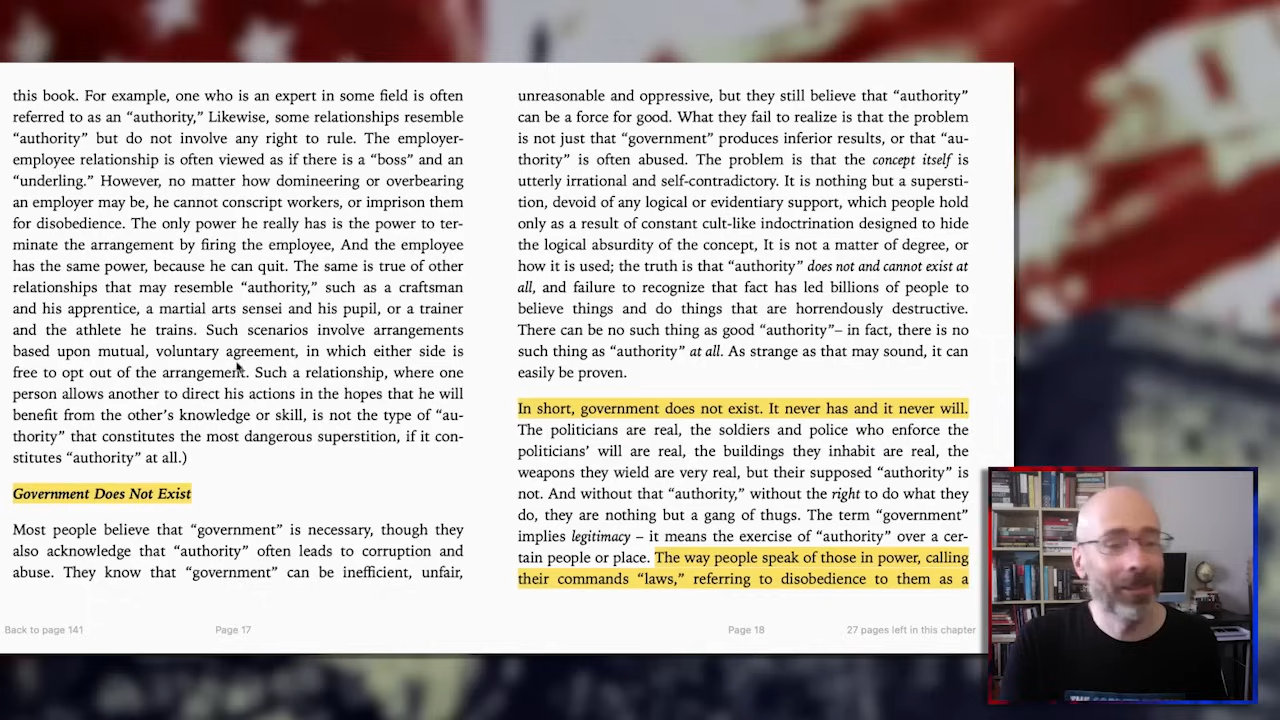 this book. For example, one who is an expert in some field is often
referred to as an “authority,” Likewise, some relationships resemble
“authority” but do not involve any right to rule. The employer-
employee relationship is often viewed as if there is a “boss” and an
“underling.” However, no matter how domineering or overbearing
an employer may be, he cannot conscript workers, or imprison them
for disobedience. The only power he really has is the power to ter-
minate the arrangement by firing the employee, And the employee
has the same power, because he can quit. The same is true of other
relationships that may resemble “authority,” such as a craftsman
and his apprentice, a martial arts sensei and his pupil, or a trainer
and the athlete he trains. Such scenarios involve arrangements
based upon mutual, voluntary agreement, in which either side is
free to opt out of the arrangement. Such a relationship, where one
person allows another to direct his actions in the hopes that he will
benefit from the other’s knowledge or skill, is not the type of “au-
thority” that constitutes the most dangerous superstition, if it con-
stitutes “authority” at all.)
Government Does Not Exist
Most people believe that “government” is necessary, though they
also acknowledge that “authority” often leads to corruption and
abuse. They know that “government” can be inefficient, unfair,
Back to page 141
Page 17
unreasonable and oppressive, but they still believe that “authority”
can be a force for good. What they fail to realize is that the problem
is not just that “government” produces inferior results, or that “au-
thority” is often abused. The problem is that the concept itself is
utterly irrational and self-contradictory. It is nothing but a supersti-
tion, devoid of any logical or evidentiary support, which people hold
only as a result of constant cult-like indoctrination designed to hide
the logical absurdity of the concept, It is not a matter of degree, or
how it is used; the truth is that “authority” does not and cannot exist at
all, and failure to recognize that fact has led billions of people to
believe things and do things that are horrendously destructive.
There can be no such thing as good “authority”– in fact, there is no
such thing as “authority” at all. As strange as that may sound, it can
easily be proven.
In short, government does not exist. It never has and it never will.
The politicians are real, the soldiers and police who enforce the
politicians’ will are real, the buildings they inhabit are real, the
weapons they wield are very real, but their supposed “authority” is
not. And without that “authority,” without the right to do what they
do, they are nothing but a gang of thugs. The term “government”
implies legitimacy – it means the exercise of “authority” over a cer-
tain people or place. The way people speak of those in power, calling
their commands “laws,” referring to disobedience to them as a
Page 18
27 pages left in this chapter